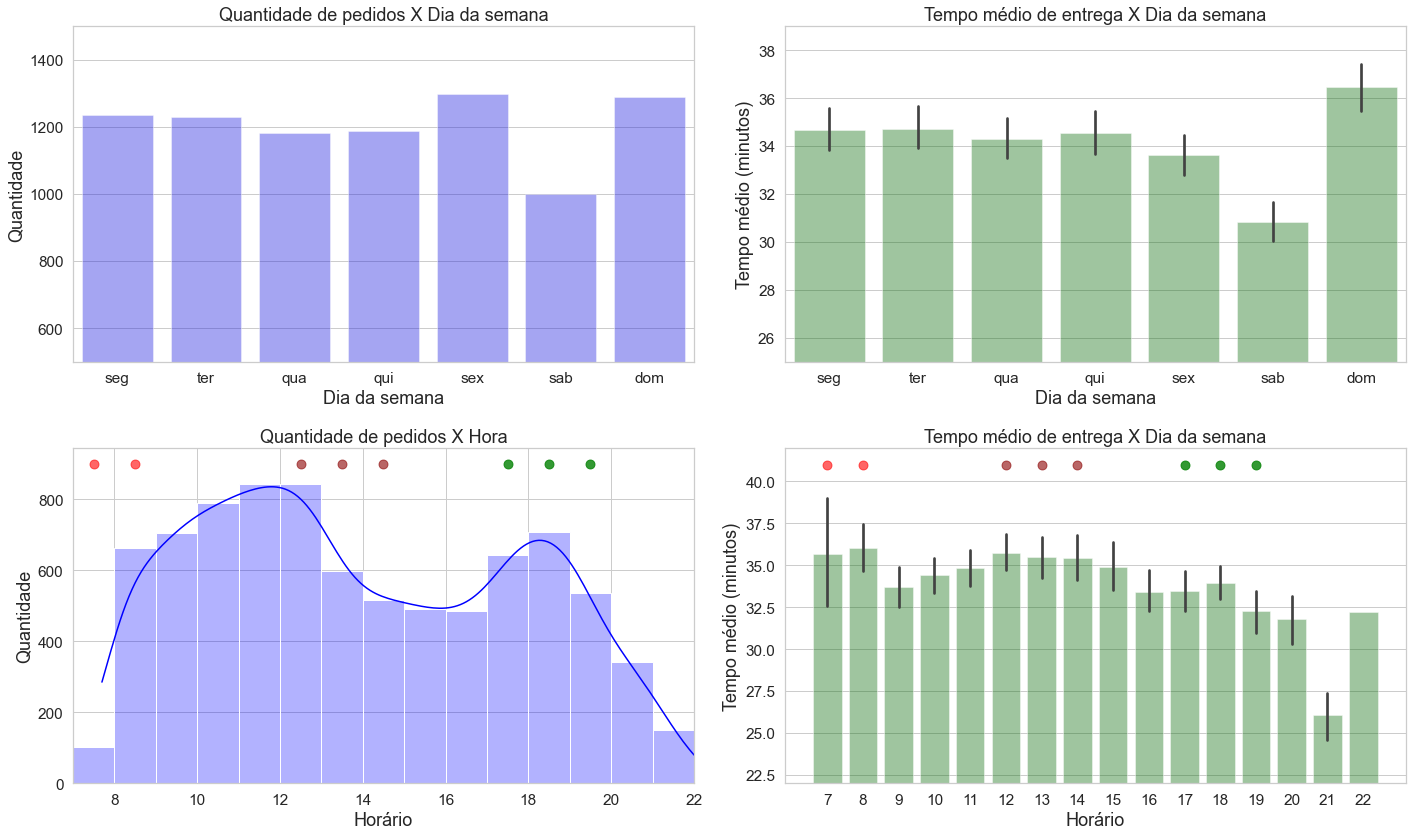 Quantidade de pedidos X Dia da semana
1400
1200
1000
800
600
Quantidade
seg ter qua qui sex sab dom
Dia da semana
Tempo médio de entrega X Dia da semana
38
36
34
32
30
28
26
Tempo médio (minutos)
seg ter qua qui sex sab dom
Dia da semana
Quantidade de pedidos X Hora
800
600
400
200
0
Quantidade
8 10 12 14 16 18 20 22
Horário
Tempo médio de entrega X Dia da semana
40.0
37.5
35.0
32.5
30.0
27.5
25.0
22.5
Tempo médio (minutos)
7 8 9 10 11 12 13 14 15 16 17 18 19 20 21 22
Horário